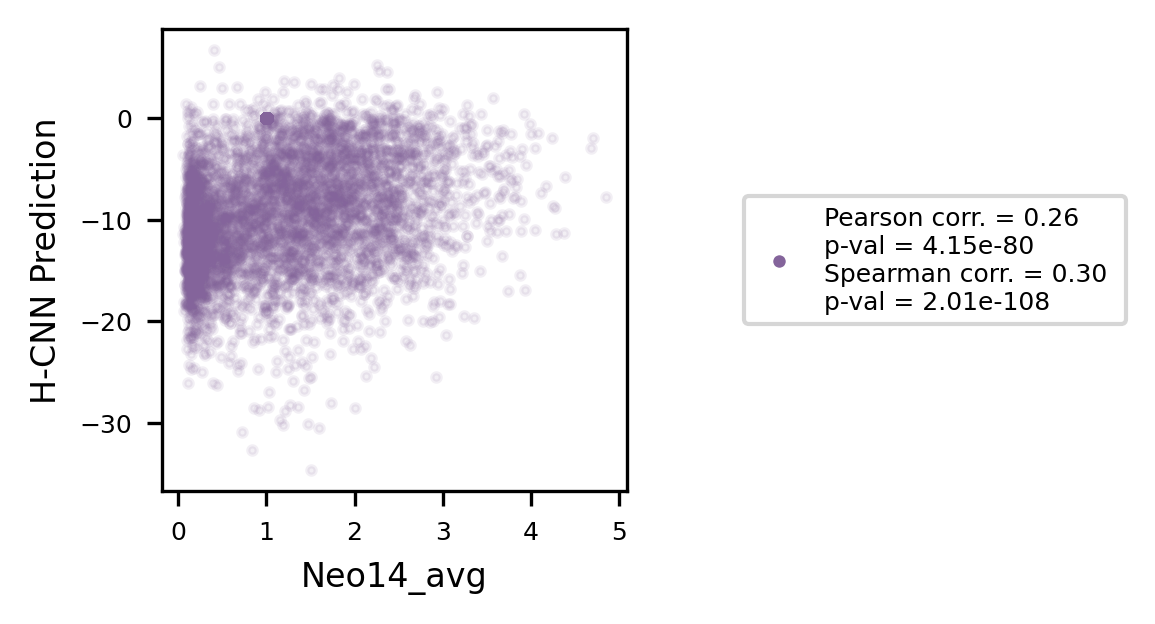 H-CNN Prediction
0
−10
−20
−30
0 1 2 3 4 5
Neo14_avg
Pearson corr. = 0.26
p-val = 4.15e-80
Spearman corr. = 0.30
p-val = 2.01e-108